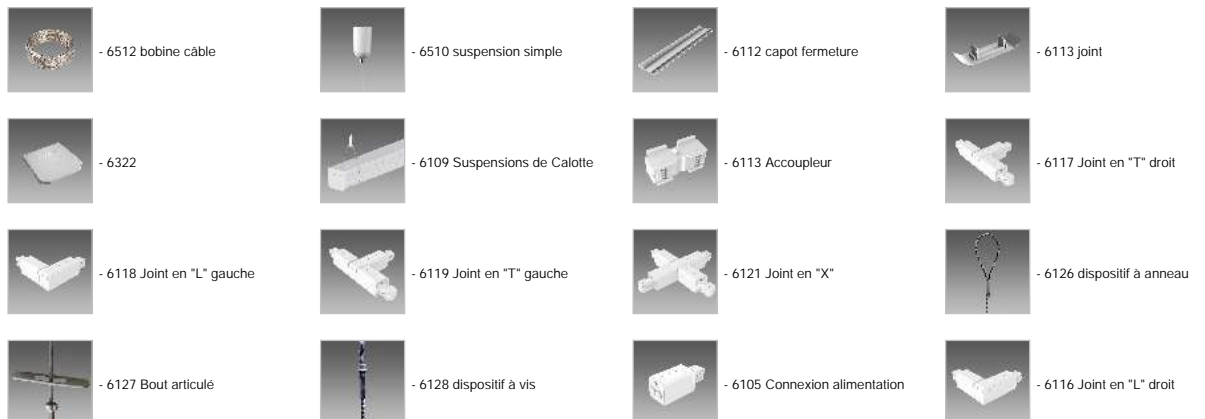 - 6512 bobine câble
- 6510 suspension simple
- 6112 capot fermeture
- 6113 joint
- 6322
- 6109 Suspensions de Calotte
- 6113 Accoupleur
- 6117 Joint en "T" droit
- 6118 Joint en "L" gauche
- 6119 Joint en "T" gauche
- 6121 Joint en "X"
- 6126 dispositif à anneau
- 6127 Bout articulé
- 6128 dispositif à vis
- 6105 Connexion alimentation
- 6116 Joint en "L" droit